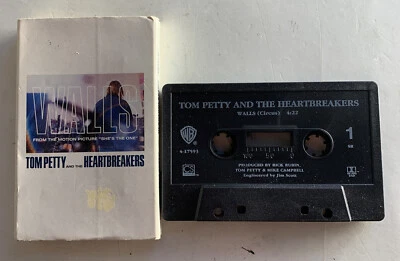 WALLS
FROM THE MOTION PICTURE "SHE'S THE ONE"
TOM PETTY AND THE HEARTBREAKERS
TOM PETTY AND THE HEARTBREAKERS
WALLS (Circus) 4:22
1
PRODUCED BY RICK RUBIN,
TOM PETTY & MIKE CAMPBELL
Engineered by Jim Scott